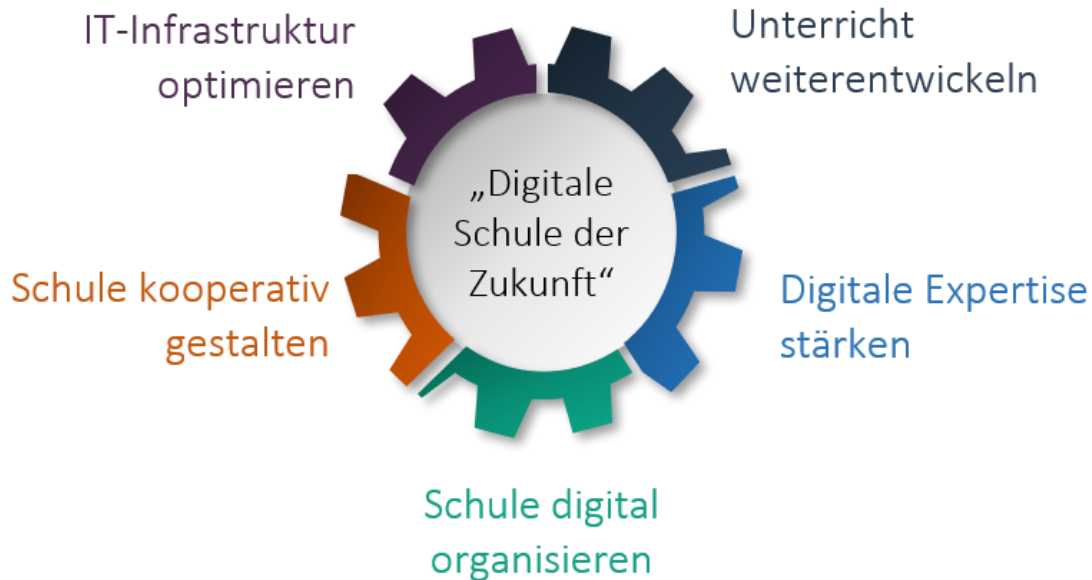 IT-Infrastruktur
optimieren
Unterricht
weiterentwickeln
„Digitale
Schule der
Zukunft“
Schule kooperativ
gestalten
Digitale Expertise
stärken
Schule digital
organisieren